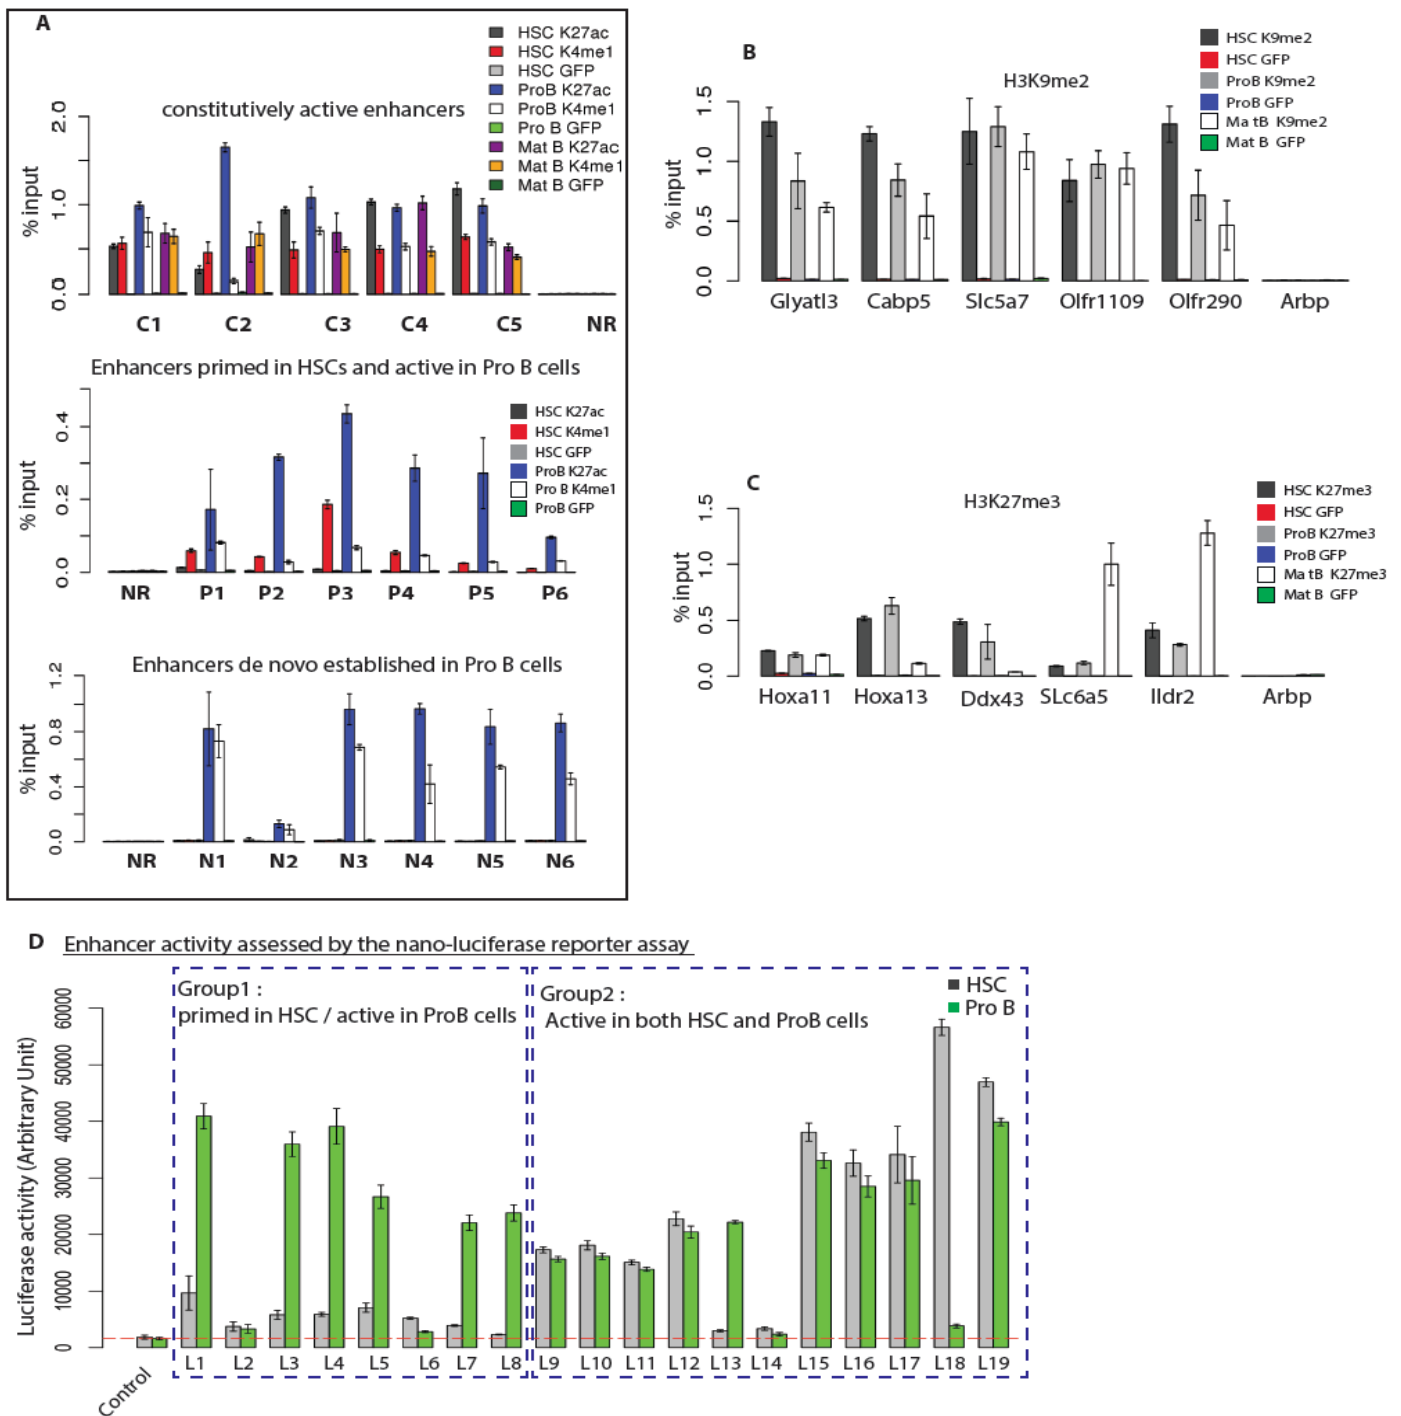 A
HSC K27ac
HSC K4me1
HSC GFP
ProB K27ac
ProB K4me1
Pro B GFP
Mat B K27ac
Mat B K4me1
Mat B GFP
constitutively active enhancers
% input
0.0 1.0 2.0
C1 C2 C3 C4 C5 NR
Enhancers primed in HSCs and active in Pro B cells
HSC K27ac
HSC K4me1
HSC GFP
ProB K27ac
Pro B K4me1
ProB GFP
% input
0.0 0.2 0.4
NR P1 P2 P3 P4 P5 P6
Enhancers de novo established in Pro B cells
% input
0.0 0.4 0.8 1.2
NR N1 N2 N3 N4 N5 N6
B
H3K9me2
HSC K9me2
HSC GFP
ProB K9me2
ProB GFP
Ma tB K9me2
Mat B GFP
% input
0.0 0.5 1.0 1.5
Glyatl3 Cabp5 Slc5a7 Olfr1109 Olfr290 Arbp
C
H3K27me3
HSC K27me3
HSC GFP
ProB K27me3
ProB GFP
Ma tB K27me3
Mat B GFP
% input
0.0 0.5 1.0 1.5
Hoxa11 Hoxa13 Ddx43 SLc6a5 Ildr2 Arbp
D Enhancer activity assessed by the nano-luciferase reporter assay
Group1 :
primed in HSC / active in ProB cells
Group2 :
Active in both HSC and ProB cells
HSC
Pro B
Luciferase activity (Arbitrary Unit)
0 10000 20000 30000 40000 50000 60000
Control L1 L2 L3 L4 L5 L6 L7 L8 L9 L10 L11 L12 L13 L14 L15 L16 L17 L18 L19